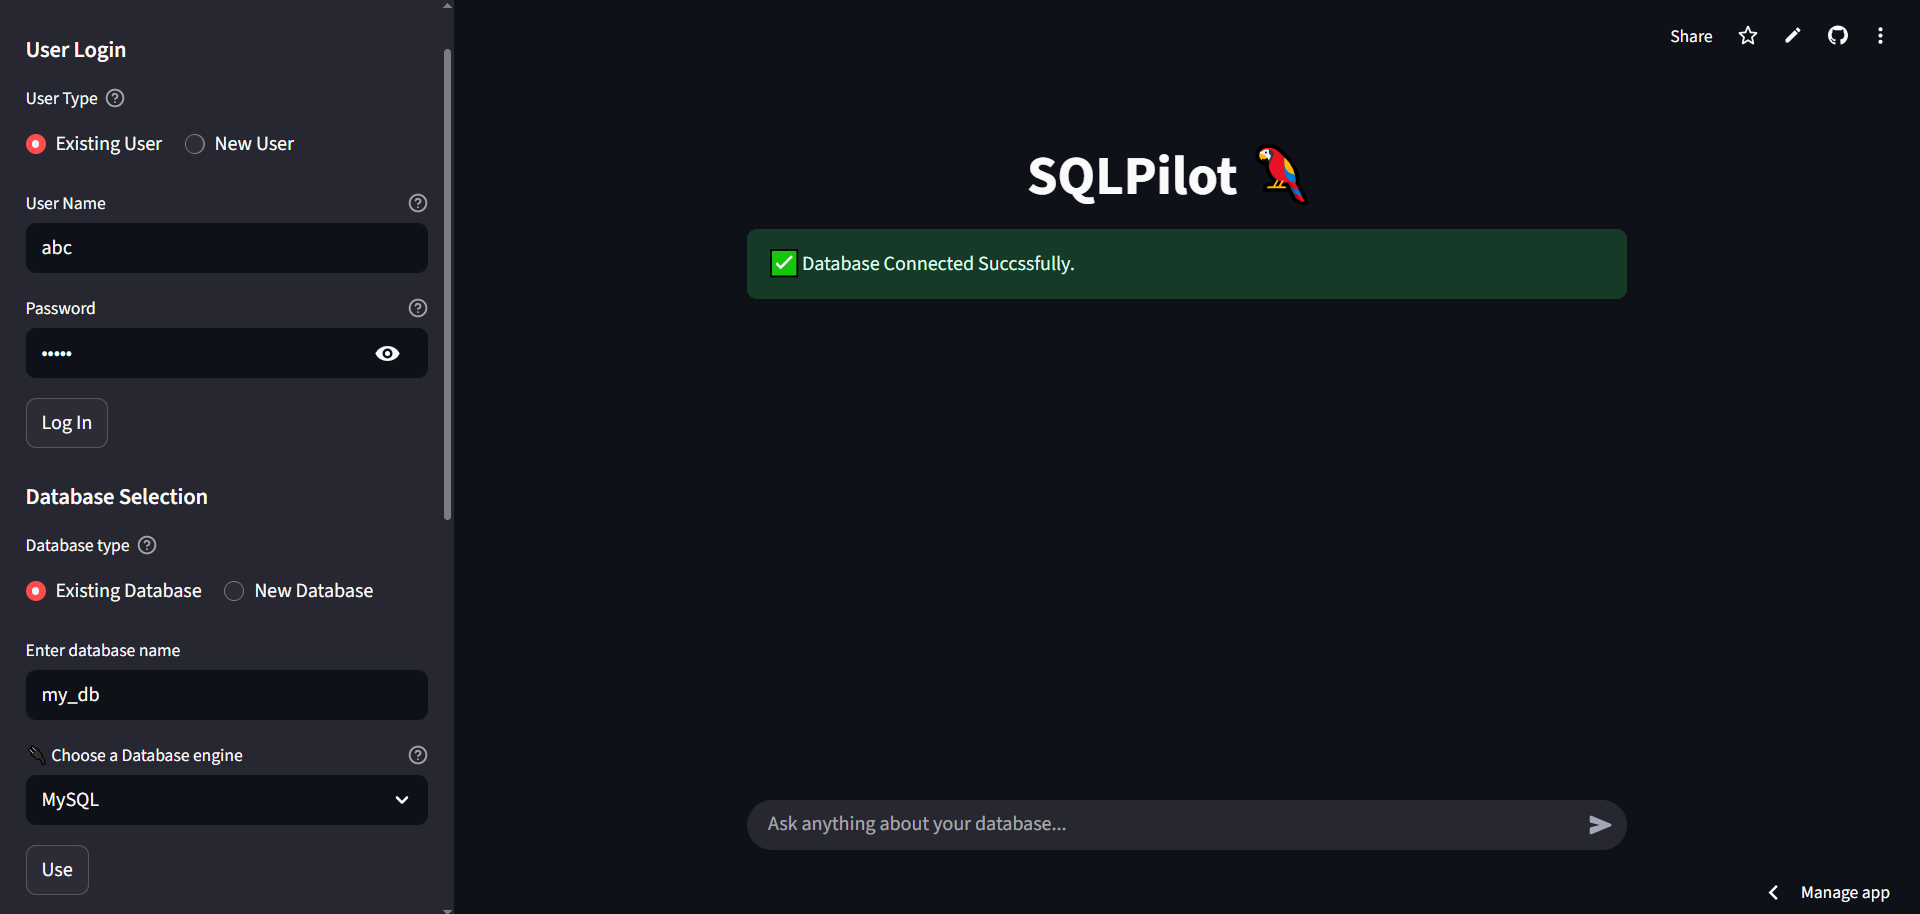 User Login
User Type
Existing User
New User
User Name
abc
Password
•••••
Log In
Database Selection
Database type
Existing Database
New Database
Enter database name
my_db
Choose a Database engine
MySQL
Use
Share
SQLPilot
Database Connected Succssfully.
Ask anything about your database...
Manage app